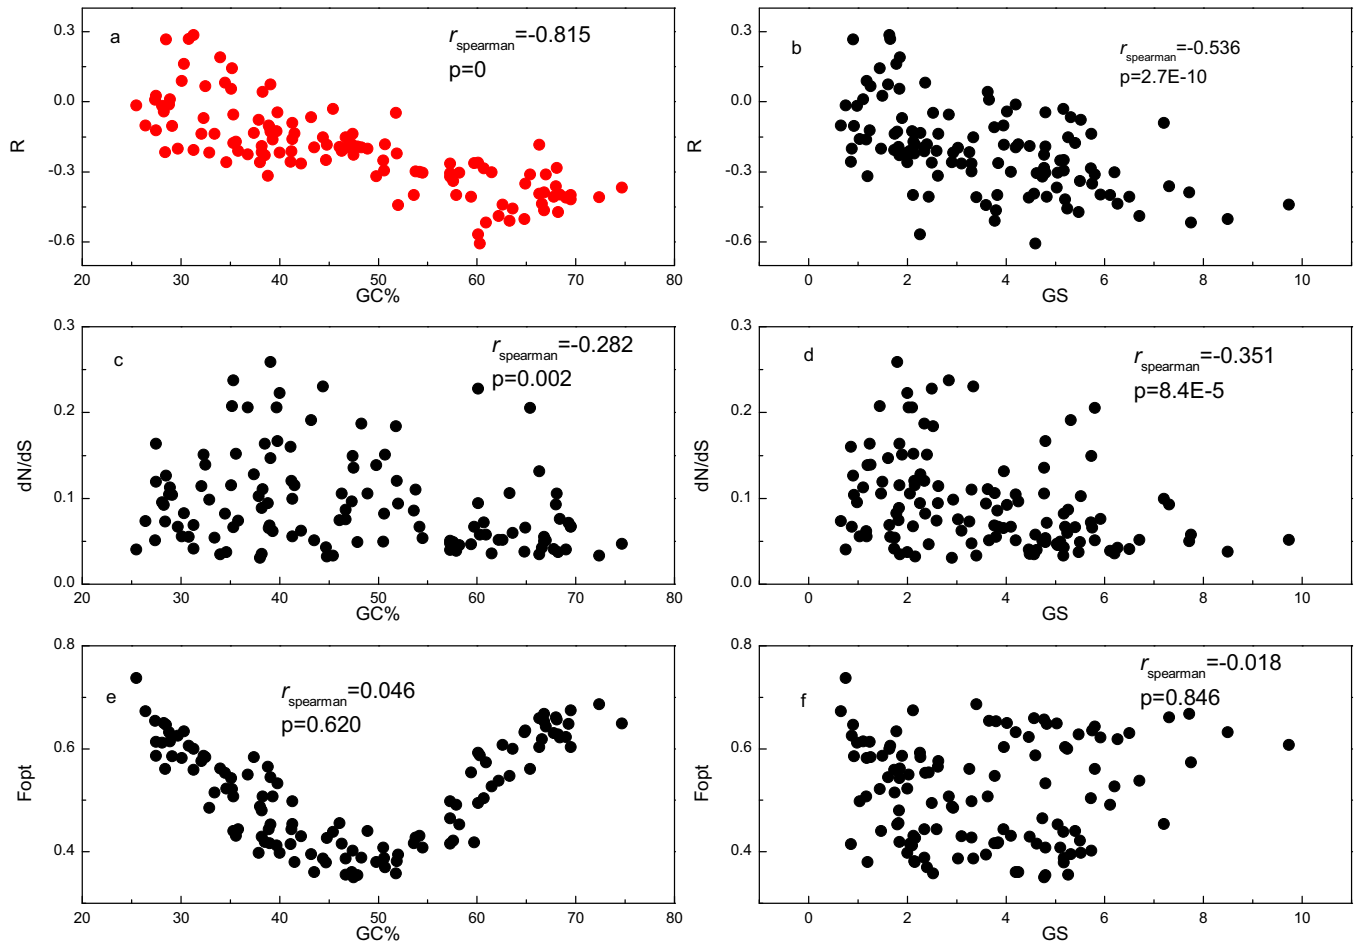 a
r spearman=-0.815
p=0
R
0.3
0.0
-0.3
-0.6
20 30 40 50 60 70 80
GC%
b
r spearman=-0.536
p=2.7E-10
R
0.3
0.0
-0.3
-0.6
0 2 4 6 8 10
GS
c
r spearman=-0.282
p=0.002
dN/dS
0.3
0.2
0.1
0.0
20 30 40 50 60 70 80
GC%
d
r spearman=-0.351
p=8.4E-5
dN/dS
0.3
0.2
0.1
0.0
0 2 4 6 8 10
GS
e
r spearman=0.046
p=0.620
Fopt
0.8
0.6
0.4
20 30 40 50 60 70 80
GC%
f
r spearman=-0.018
p=0.846
Fopt
0.8
0.6
0.4
0 2 4 6 8 10
GS